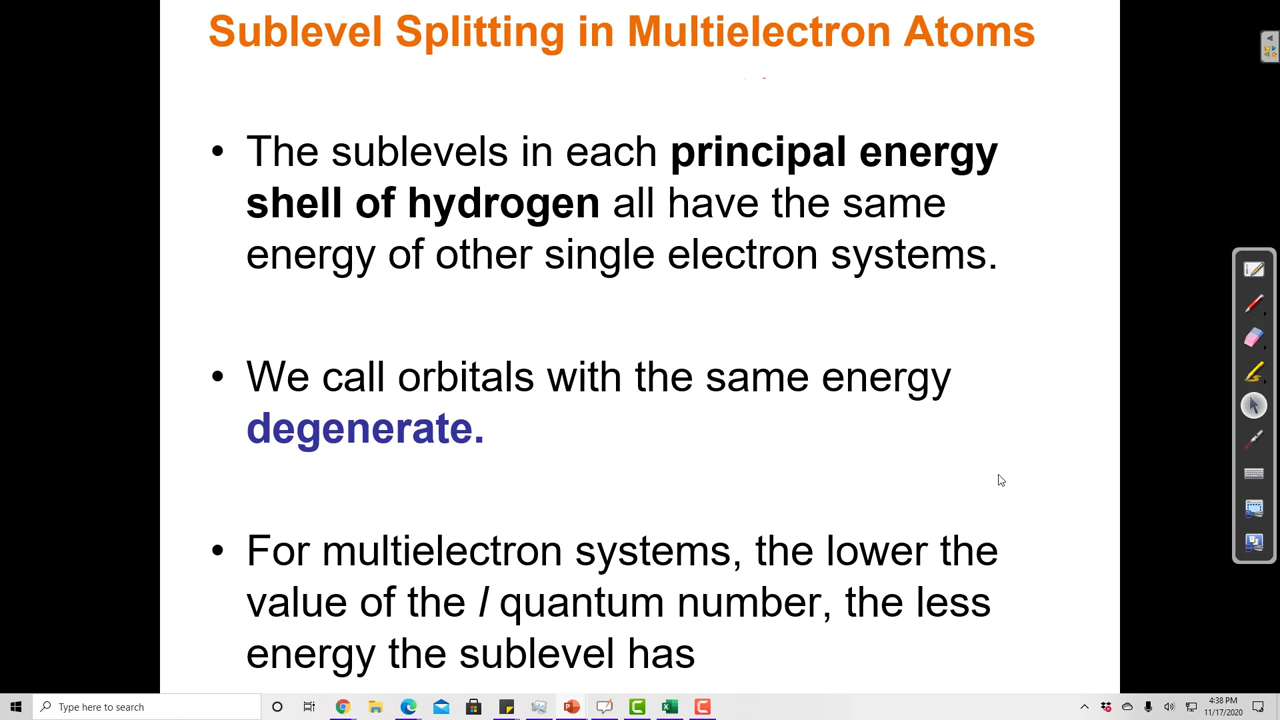 Sublevel Splitting in Multielectron Atoms
• The sublevels in each principal energy
shell of hydrogen all have the same
energy of other single electron systems.
• We call orbitals with the same energy
degenerate.
• For multielectron systems, the lower the
value of the l quantum number, the less
energy the sublevel has
Type here to search
4:38 PM
11/17/2020